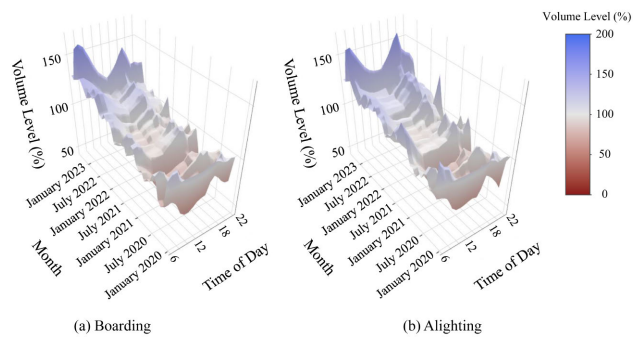 Volume Level (%)
200
150
100
50
0
Volume Level (%)
150
100
50
January 2023
July 2022
January 2022
July 2021
January 2021
July 2020
January 2020
Month
6
12
18
22
Time of Day
(a) Boarding
Volume Level (%)
150
100
50
January 2023
July 2022
January 2022
July 2021
January 2021
July 2020
January 2020
Month
6
12
18
22
Time of Day
(b) Alighting